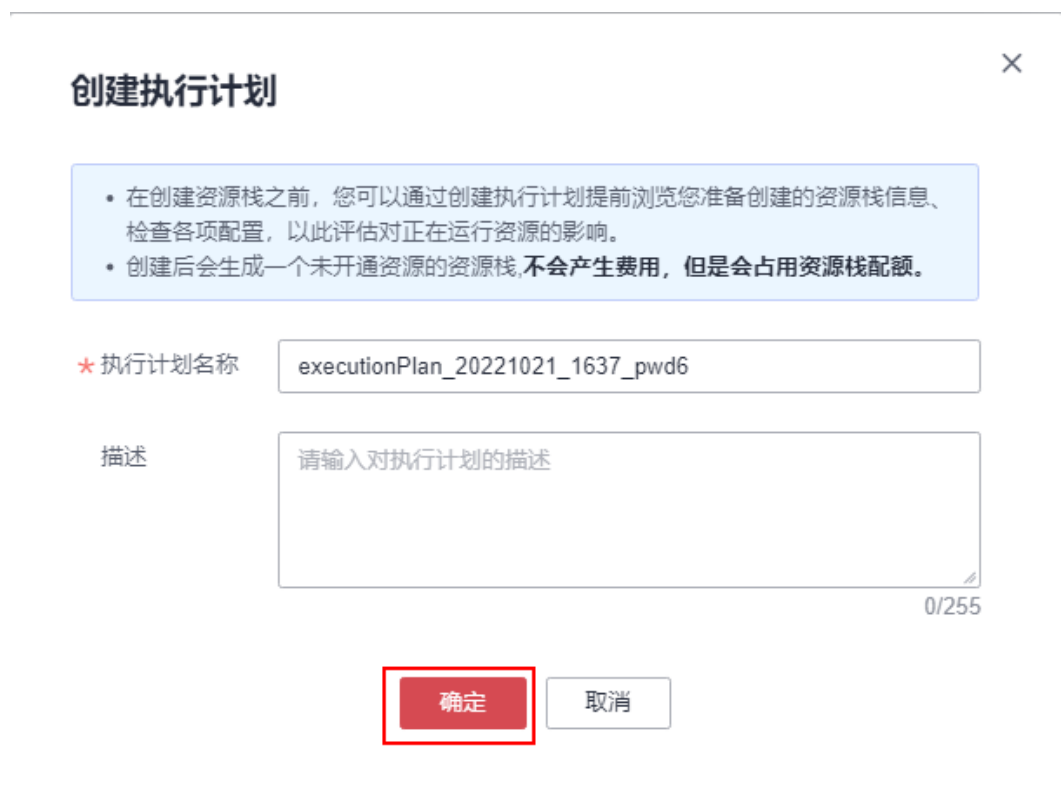 创建执行计划
• 在创建资源栈之前，您可以通过创建执行计划提前浏览您准备创建的资源栈信息、
检查各项配置，以此评估对正在运行资源的影响。
• 创建后会生成一个未开通资源的资源栈,不会产生费用，但是会占用资源栈配额。
* 执行计划名称 executionPlan_20221021_1637_pwd6
描述 请输入对执行计划的描述
0/255
确定 取消